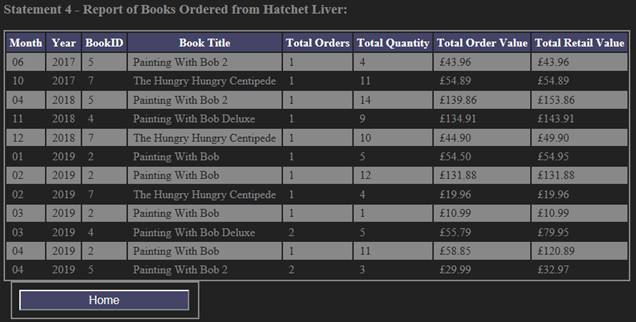 Statement 4 - Report of Books Ordered from Hatchet Liver:
Month Year BookID Book Title Total Orders Total Quantity Total Order Value Total Retail Value
06 2017 5 Painting With Bob 2 1 4 £43.96 £43.96
10 2017 7 The Hungry Hungry Centipede 1 11 £54.89 £54.89
04 2018 5 Painting With Bob 2 1 14 £139.86 £153.86
11 2018 4 Painting With Bob Deluxe 1 9 £134.91 £143.91
12 2018 7 The Hungry Hungry Centipede 1 10 £44.90 £49.90
01 2019 2 Painting With Bob 1 5 £54.50 £54.95
02 2019 2 Painting With Bob 1 12 £131.88 £131.88
02 2019 7 The Hungry Hungry Centipede 1 4 £19.96 £19.96
03 2019 2 Painting With Bob 1 1 £10.99 £10.99
03 2019 4 Painting With Bob Deluxe 2 5 £55.79 £79.95
04 2019 2 Painting With Bob 1 11 £58.85 £120.89
04 2019 5 Painting With Bob 2 2 3 £29.99 £32.97
Home